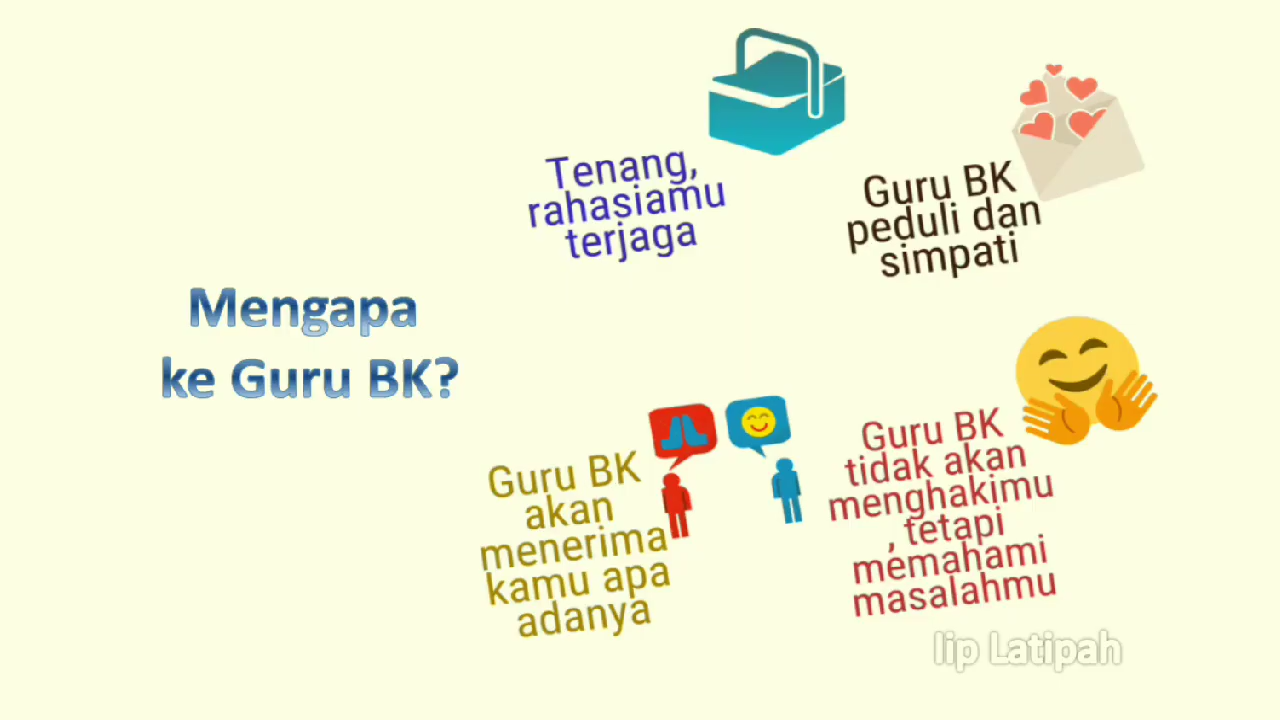 Mengapa
ke Guru BK?
Tenang,
rahasiamu
terjaga
Guru BK
peduli dan
simpati
Guru BK
akan
menerima
kamu apa
adanya
Guru BK
tidak akan
menghakimu
, tetapi
memahami
masalahmu
Iip Latipah